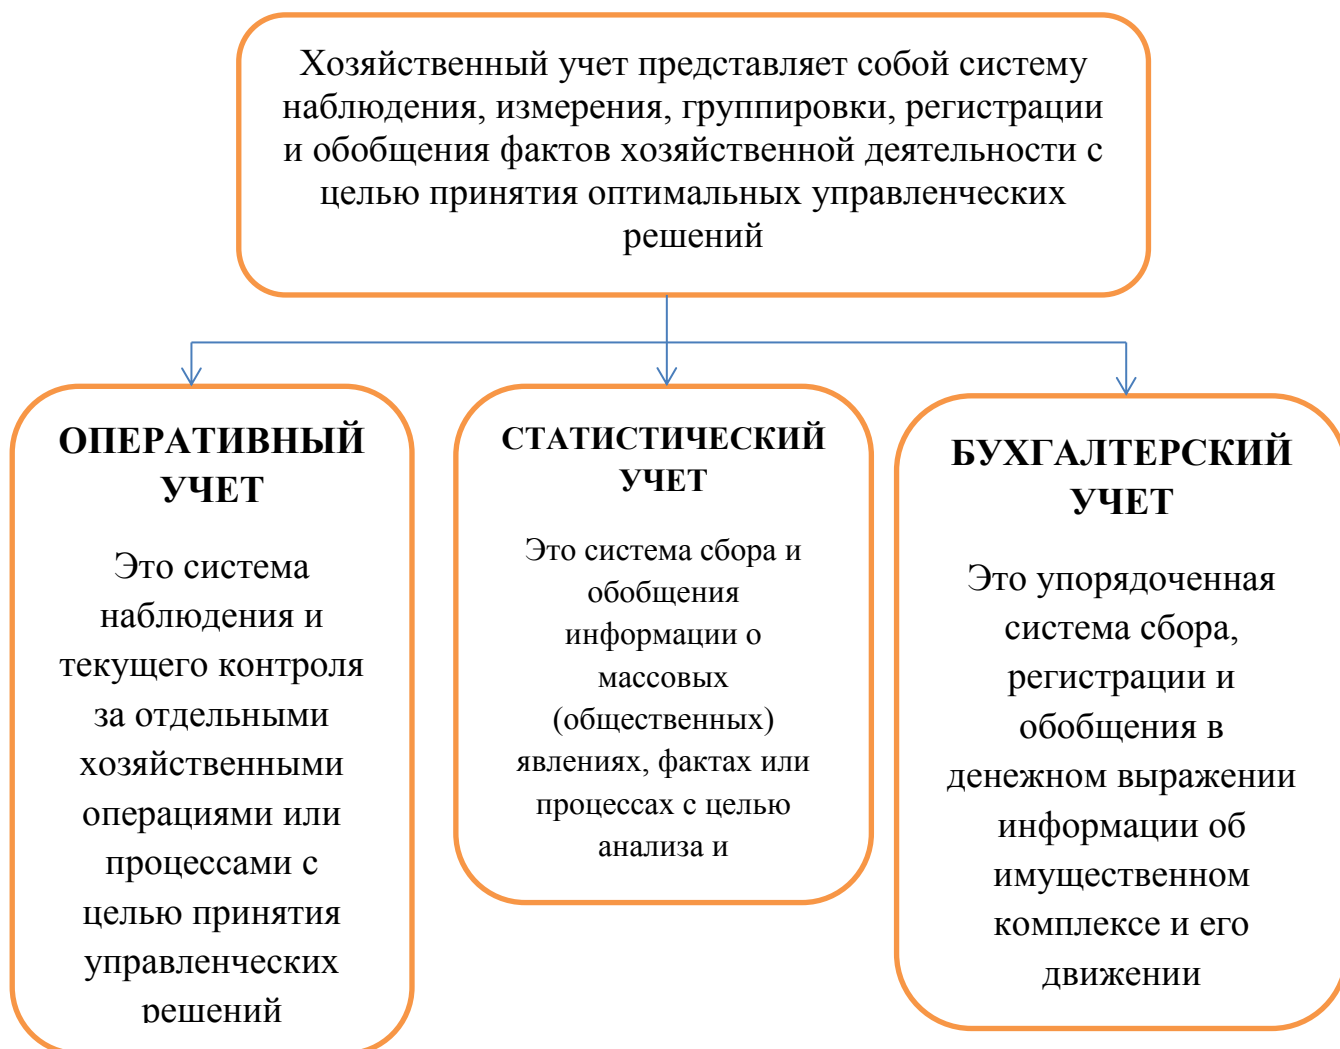 Хозяйственный учет представляет собой систему
наблюдения, измерения, группировки, регистрации
и обобщения фактов хозяйственной деятельности с
целью принятия оптимальных управленческих
решений
ОПЕРАТИВНЫЙ
УЧЕТ
Это система
наблюдения и
текущего контроля
за отдельными
хозяйственными
операциями или
процессами с
целью принятия
управленческих
решений
СТАТИСТИЧЕСКИЙ
УЧЕТ
Это система сбора и
обобщения
информации о
массовых
(общественных)
явлениях, фактах или
процессах с целью
анализа и
БУХГАЛТЕРСКИЙ
УЧЕТ
Это упорядоченная
система сбора,
регистрации и
обобщения в
денежном выражении
информации об
имущественном
комплексе и его
движении